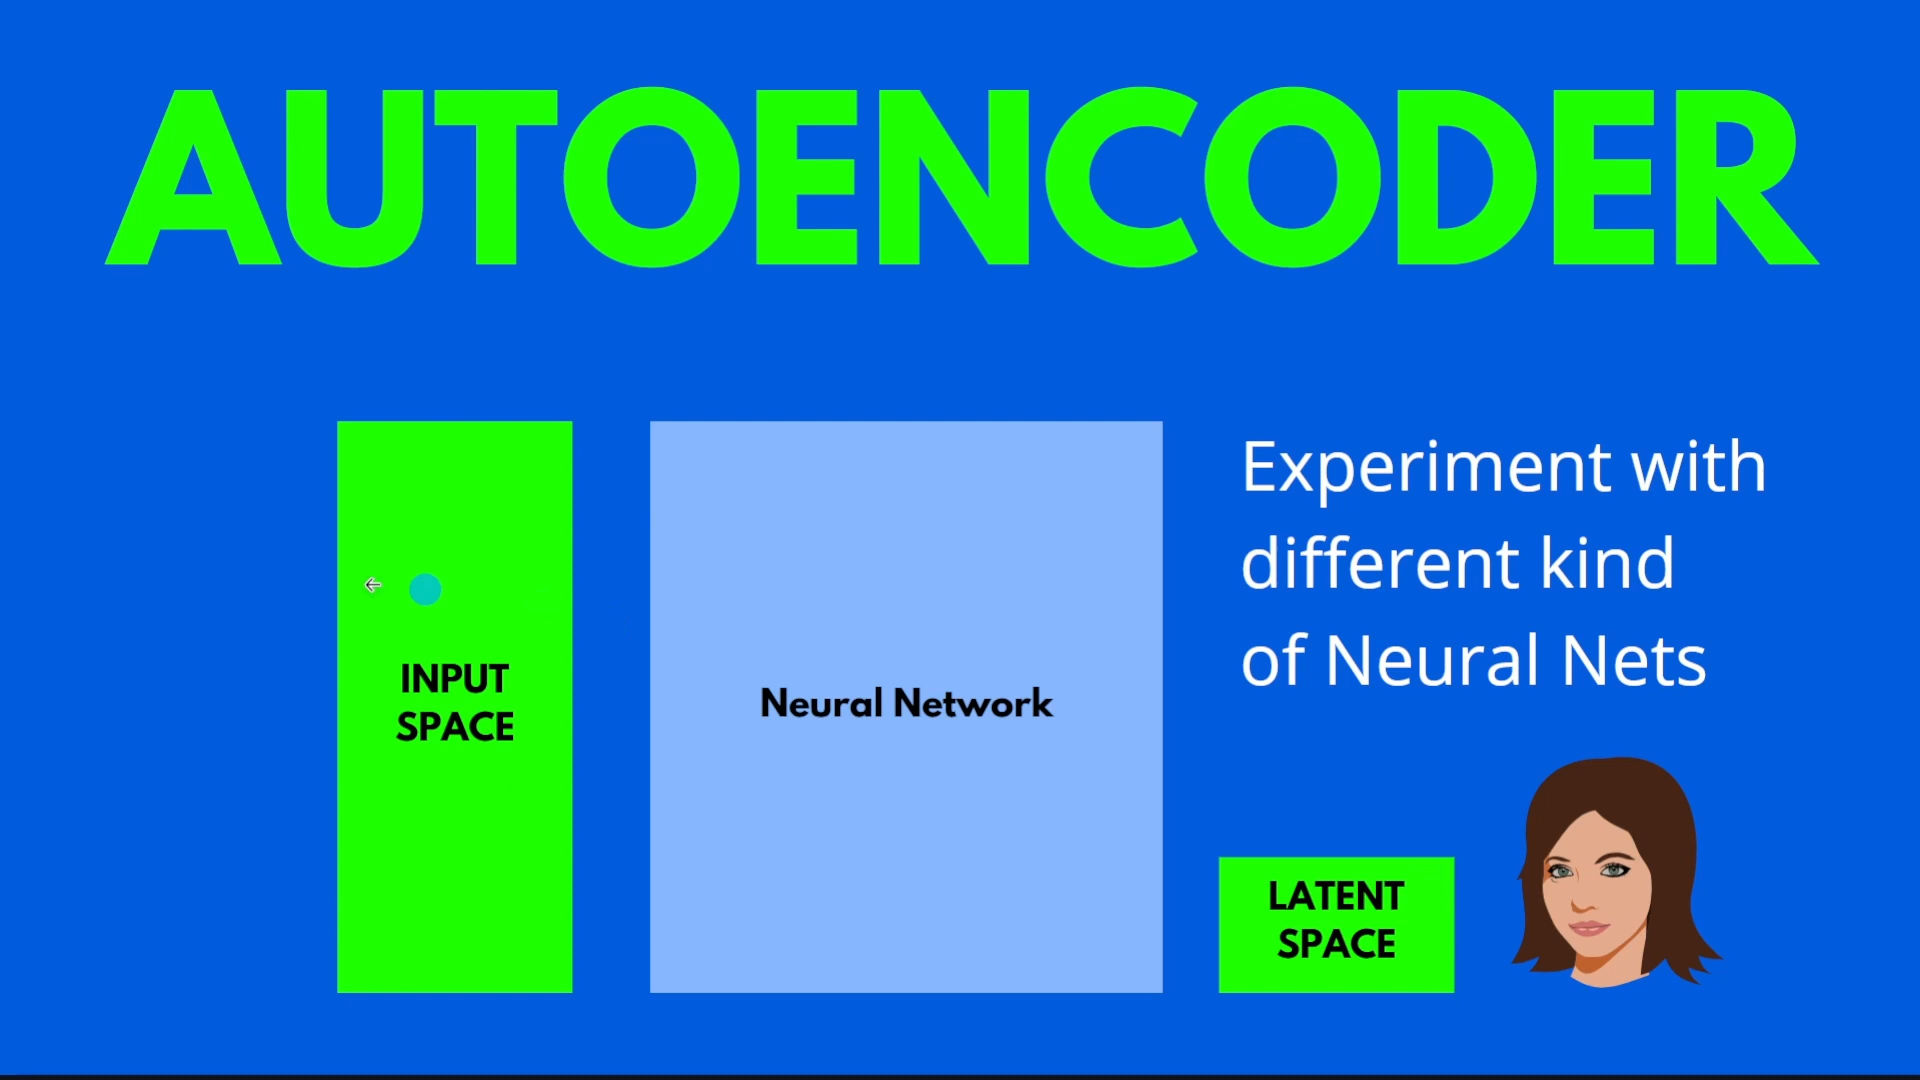 AUTOENCODER
INPUT
SPACE
Neural Network
Experiment with
different kind
of Neural Nets
LATENT
SPACE